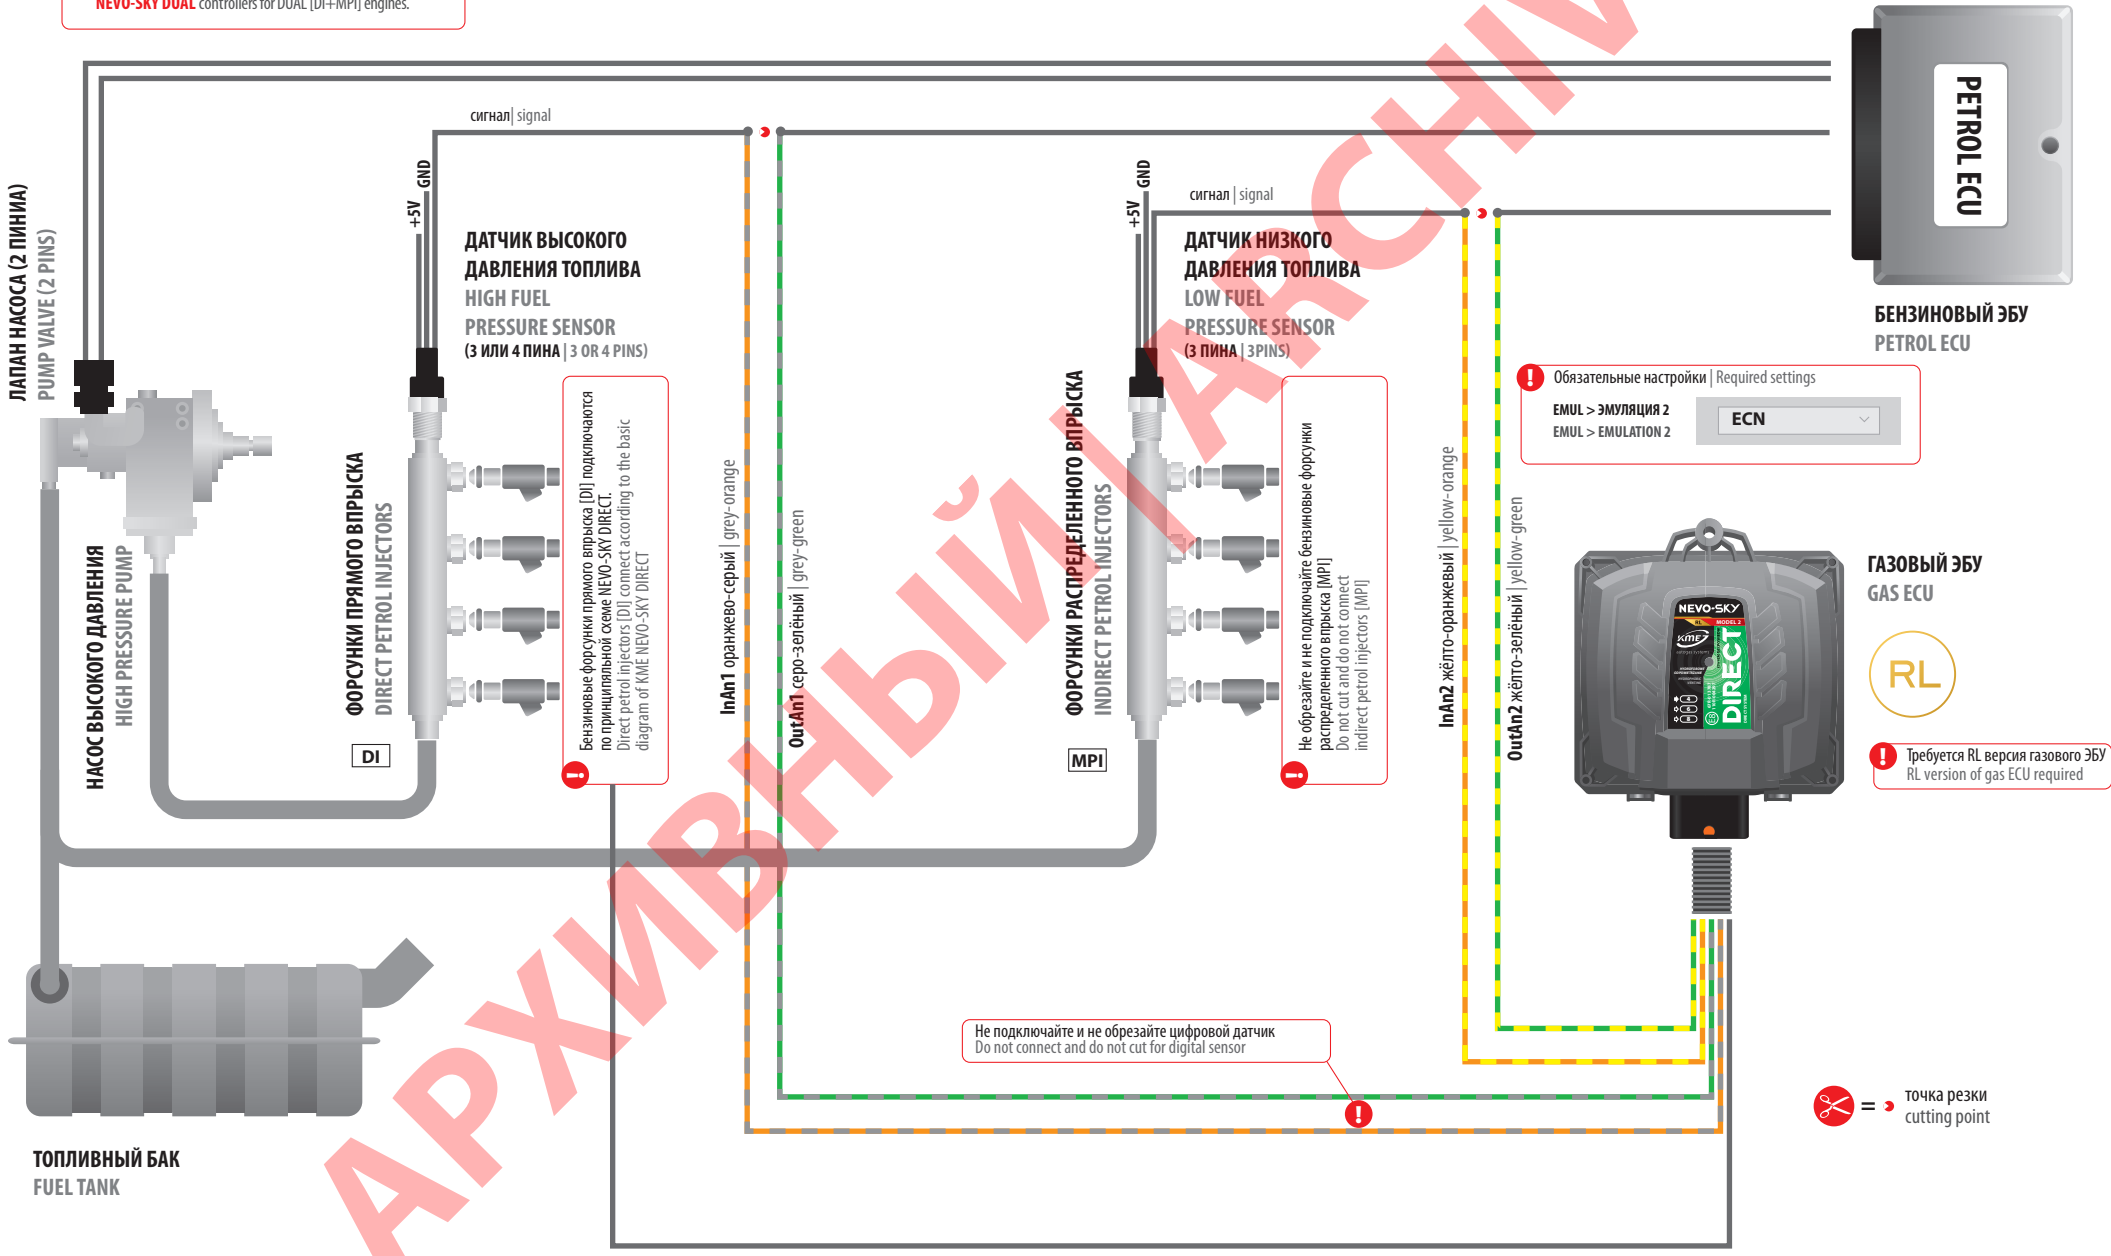 NEVO-SKY DUAL controllers for DUAL [DI+MPI] engines.
сигнал| signal
+5V
GND
ДАТЧИК ВЫСОКОГО
ДАВЛЕНИЯ ТОПЛИВА
HIGH FUEL
PRESSURE SENSOR
(3 ИЛИ 4 ПИНА | 3 OR 4 PINS)
сигнал | signal
+5V
GND
ДАТЧИК НИЗКОГО
ДАВЛЕНИЯ ТОПЛИВА
LOW FUEL
PRESSURE SENSOR
(3 ПИНА | 3PINS)
PETROL ECU
БЕНЗИНОВЫЙ ЭБУ
PETROL ECU
ЛАПАН НАСОСА (2 ПИНИА)
PUMP VALVE (2 PINS)
Обязательные настройки | Required settings
EMUL > ЭМУЛЯЦИЯ 2
EMUL > EMULATION 2
ECN
НАСОС ВЫСОКОГО ДАВЛЕНИЯ
HIGH PRESSURE PUMP
ФОРСУНКИ ПРЯМОГО ВПРЫСКА
DIRECT PETROL INJECTORS
DI
Бензиновые форсунки прямого впрыска [DI] подключаются
по принципяльной схеме NEVO-SKY DIRECT.
Direct petrol injectors [DI] connect according to the basic
diagram of KME NEVO-SKY DIRECT
InAn1 оранжево-серый | grey-orange
OutAn1 серо-зелёный | grey-green
ФОРСУНКИ РАСПРЕДЕЛЕННОГО ВПРЫСКА
INDIRECT PETROL INJECTORS
MPI
Не обрезайте и не подключайте бензиновые форсунки
распределенного впрыска [MPI]
Do not cut and do not connect
indirect petrol injectors [MPI]
InAn2 жёлто-оранжевый | yellow-orange
OutAn2 жёлто-зелёный | yellow-green
NEVO-SKY
RL MODEL 2
KME
DIRECT
4
6
8
ГАЗОВЫЙ ЭБУ
GAS ECU
RL
Требуется RL версия газового ЭБУ
RL version of gas ECU required
Не подключайте и не обрезайте цифровой датчик
Do not connect and do not cut for digital sensor
= точка резки
cutting point
ТОПЛИВНЫЙ БАК
FUEL TANK
АРХИВНЫЙ | ARCHIV